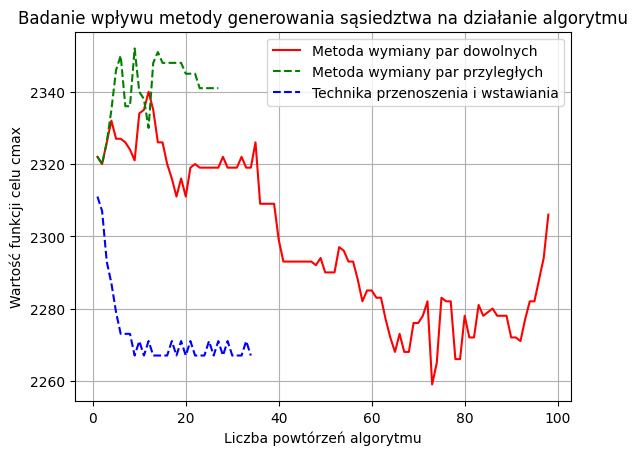 Badanie wpływu metody generowania sąsiedztwa na działanie algorytmu
Metoda wymiany par dowolnych
Metoda wymiany par przyległych
Technika przenoszenia i wstawiania
Wartość funkcji celu cmax
2340
2320
2300
2280
2260
0 20 40 60 80 100
Liczba powtórzeń algorytmu